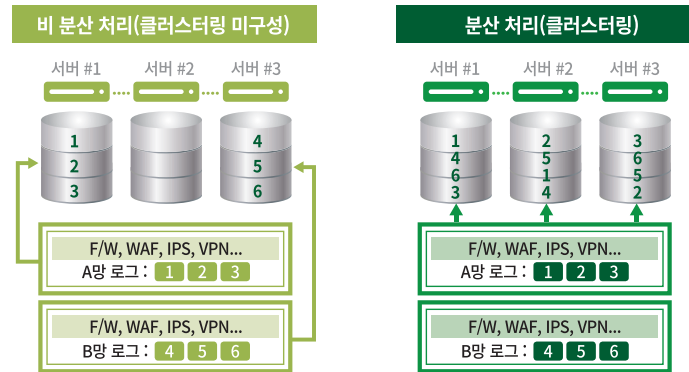 비 분산 처리(클러스터링 미구성)
서버 #1 서버 #2 서버 #3
1 4
2 5
3 6
F/W, WAF, IPS, VPN...
A망 로그 : 1 2 3
F/W, WAF, IPS, VPN...
B망 로그 : 4 5 6
분산 처리(클러스터링)
서버 #1 서버 #2 서버 #3
1 2 3
4 5 6
6 1 5
3 4 2
F/W, WAF, IPS, VPN...
A망 로그 : 1 2 3
F/W, WAF, IPS, VPN...
B망 로그 : 4 5 6